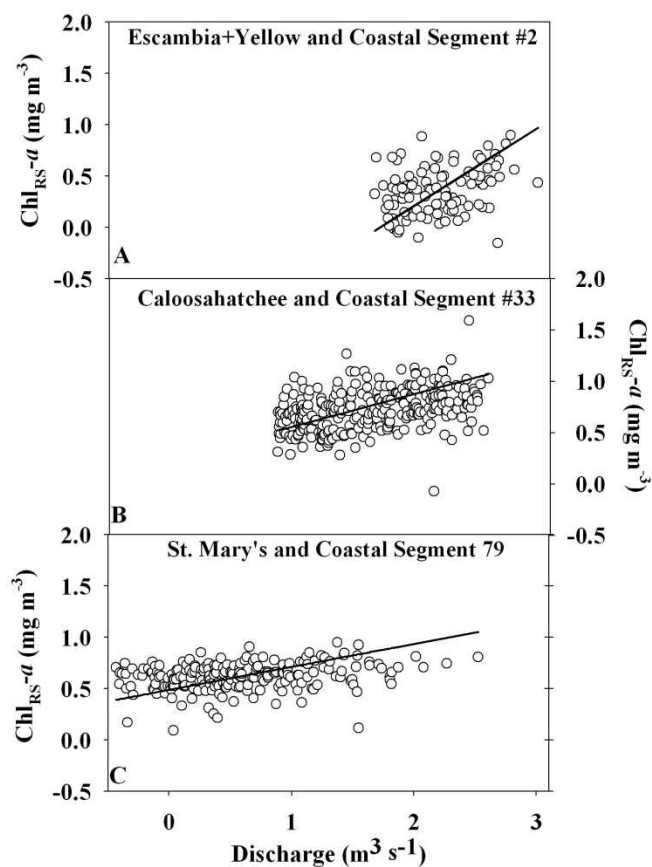 Escambia+Yellow and Coastal Segment #2
2.0
1.5
1.0
0.5
0.0
-0.5
Chl_RS-a (mg m^-3)
A
Caloosahatchee and Coastal Segment #33
2.0
1.5
1.0
0.5
0.0
-0.5
Chl_RS-a (mg m^-3)
B
St. Mary's and Coastal Segment 79
2.0
1.5
1.0
0.5
0.0
-0.5
Chl_RS-a (mg m^-3)
C
0 1 2 3
Discharge (m^3 s^-1)